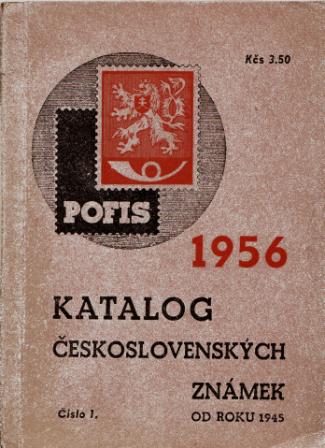 Kčs 3.50
POFIS
1956
KATALOG
ČESKOSLOVENSKÝCH
ZNÁMEK
Číslo 1.
OD ROKU 1945